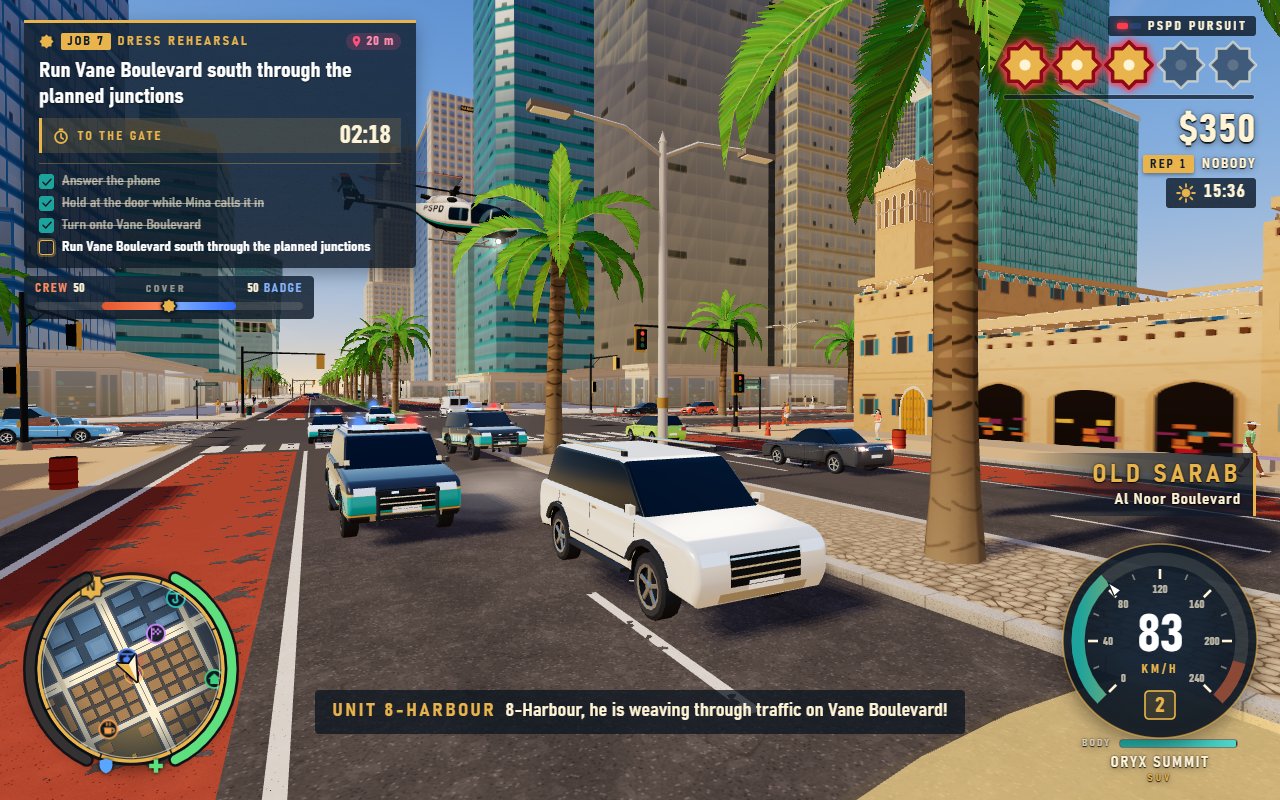 JOB 7 DRESS REHEARSAL 20 m
Run Vane Boulevard south through the
planned junctions
TO THE GATE 02:18
Answer the phone
Hold at the door while Mina calls it in
Turn onto Vane Boulevard
Run Vane Boulevard south through the planned junctions
CREW 50 COVER 50 BADGE
PSPD PURSUIT
$350
REP 1 NOBODY
15:36
PSPD
OLD SARAB
Al Noor Boulevard
N
UNIT 8-HARBOUR 8-Harbour, he is weaving through traffic on Vane Boulevard!
0 40 80 120 160 200 240
83
KM/H
2
BODY
ORYX SUMMIT
SUV